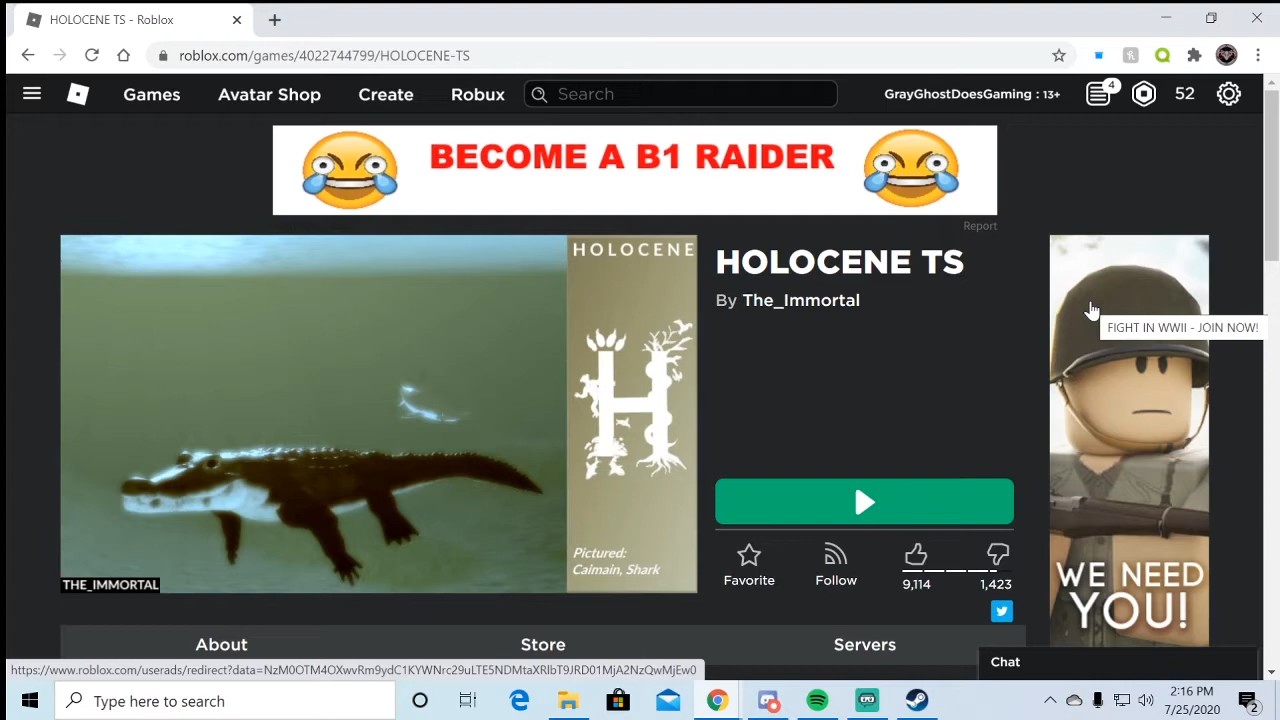 HOLOCENE TS - Roblox
roblox.com/games/4022744799/HOLOCENE-TS
Games Avatar Shop Create Robux Search GrayGhostDoesGaming : 13+ 4 52
BECOME A B1 RAIDER
Report
HOLOCENE
Pictured:
Caimain, Shark
THE_IMMORTAL
HOLOCENE TS
By The_Immortal
Favorite Follow 9,114 1,423
FIGHT IN WWII - JOIN NOW!
WE NEED
YOU!
About Store Servers
Chat
https://www.roblox.com/userads/redirect?data=NzM0OTM4OXwvRm9ydC1KYWNrc29uLTE5NDMtaXRlbT9JRD01MjA2NzQwMjEw0
Type here to search
2:16 PM
7/25/2020
2